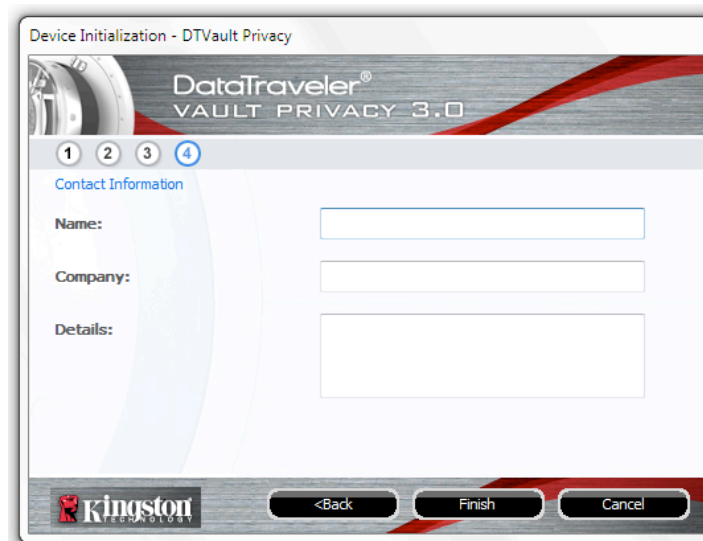 Device Initialization - DTVault Privacy
DataTraveler®
VAULT PRIVACY 3.0
1 2 3 4
Contact Information
Name:
Company:
Details:
Kingston
TECHNOLOGY
<Back Finish Cancel